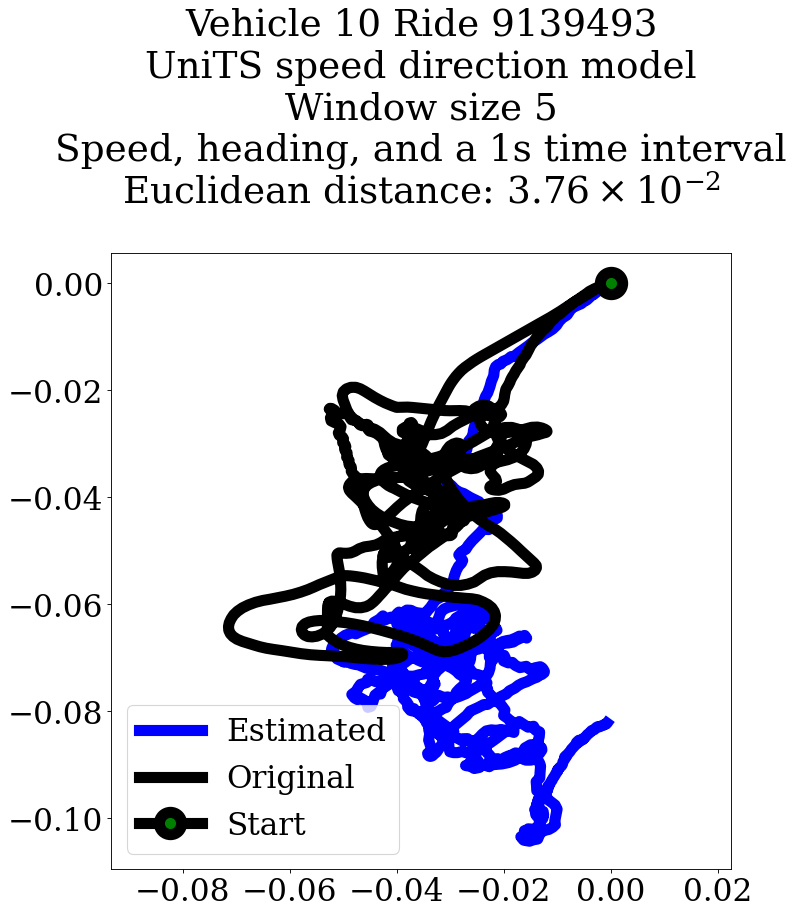 Vehicle 10 Ride 9139493
UniTS speed direction model
Window size 5
Speed, heading, and a 1s time interval
Euclidean distance: 3.76 × 10⁻²
0.00
−0.02
−0.04
−0.06
−0.08
−0.10
Estimated
Original
Start
−0.08 −0.06 −0.04 −0.02 0.00 0.02